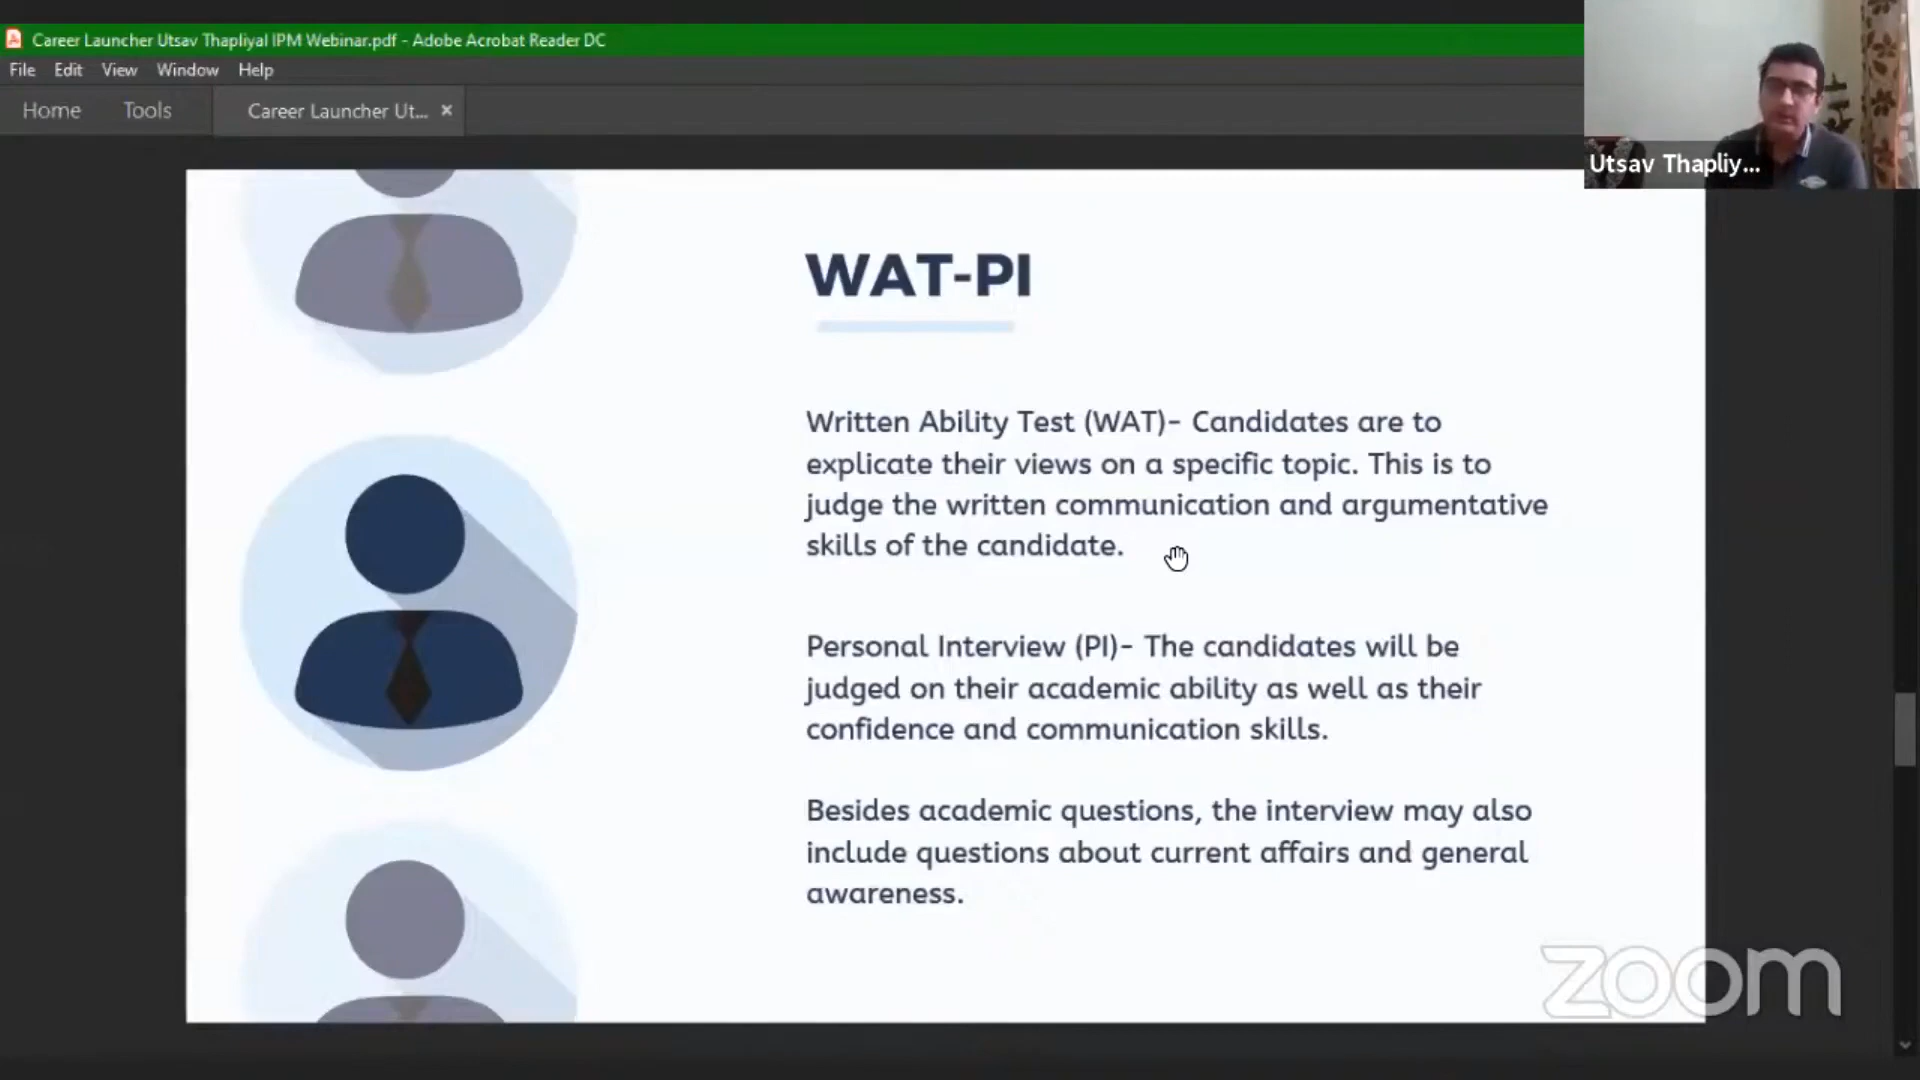 Career Launcher Utsav Thapliyal IPM Webinar.pdf - Adobe Acrobat Reader DC
File Edit View Window Help
Home Tools Career Launcher Ut... ×
Utsav Thapliy...
WAT-PI
Written Ability Test (WAT)- Candidates are to
explicate their views on a specific topic. This is to
judge the written communication and argumentative
skills of the candidate.
Personal Interview (PI)- The candidates will be
judged on their academic ability as well as their
confidence and communication skills.
Besides academic questions, the interview may also
include questions about current affairs and general
awareness.
zoom